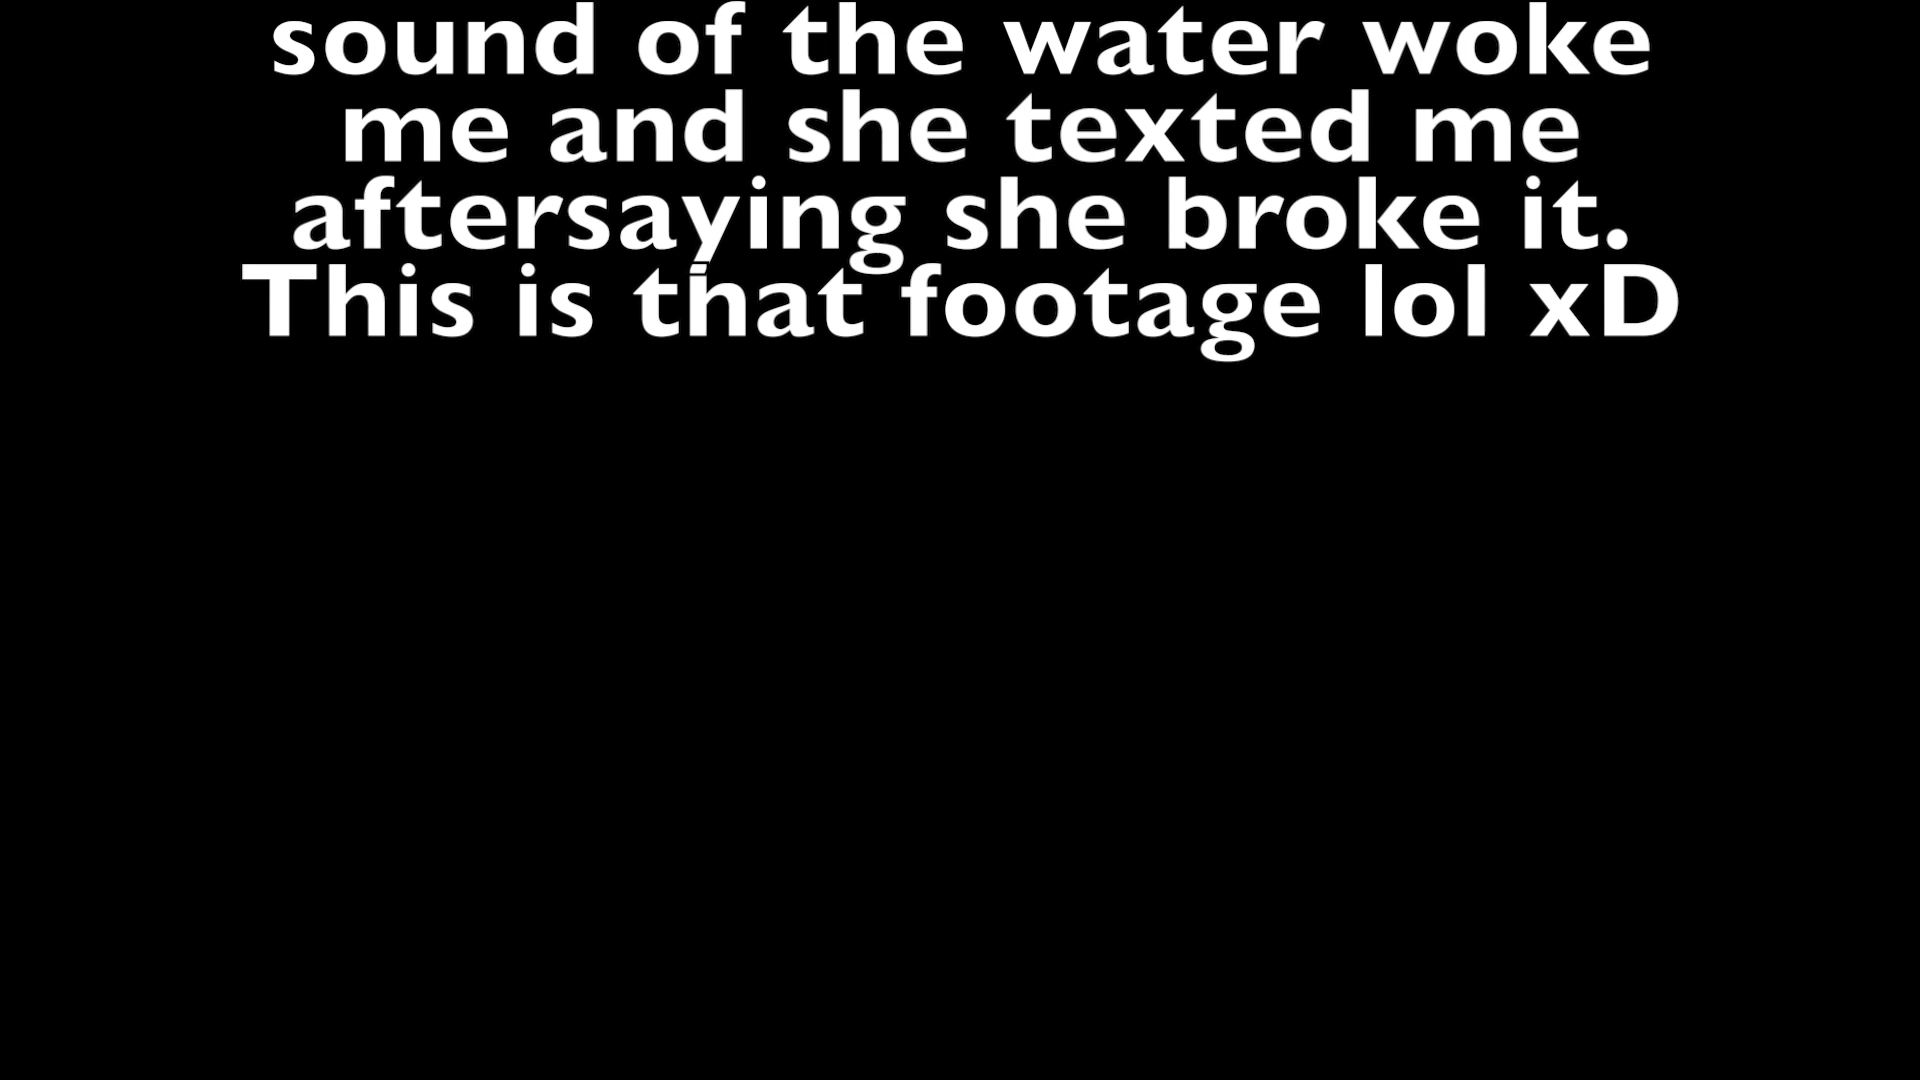 sound of the water woke
me and she texted me
aftersaying she broke it.
This is that footage lol xD